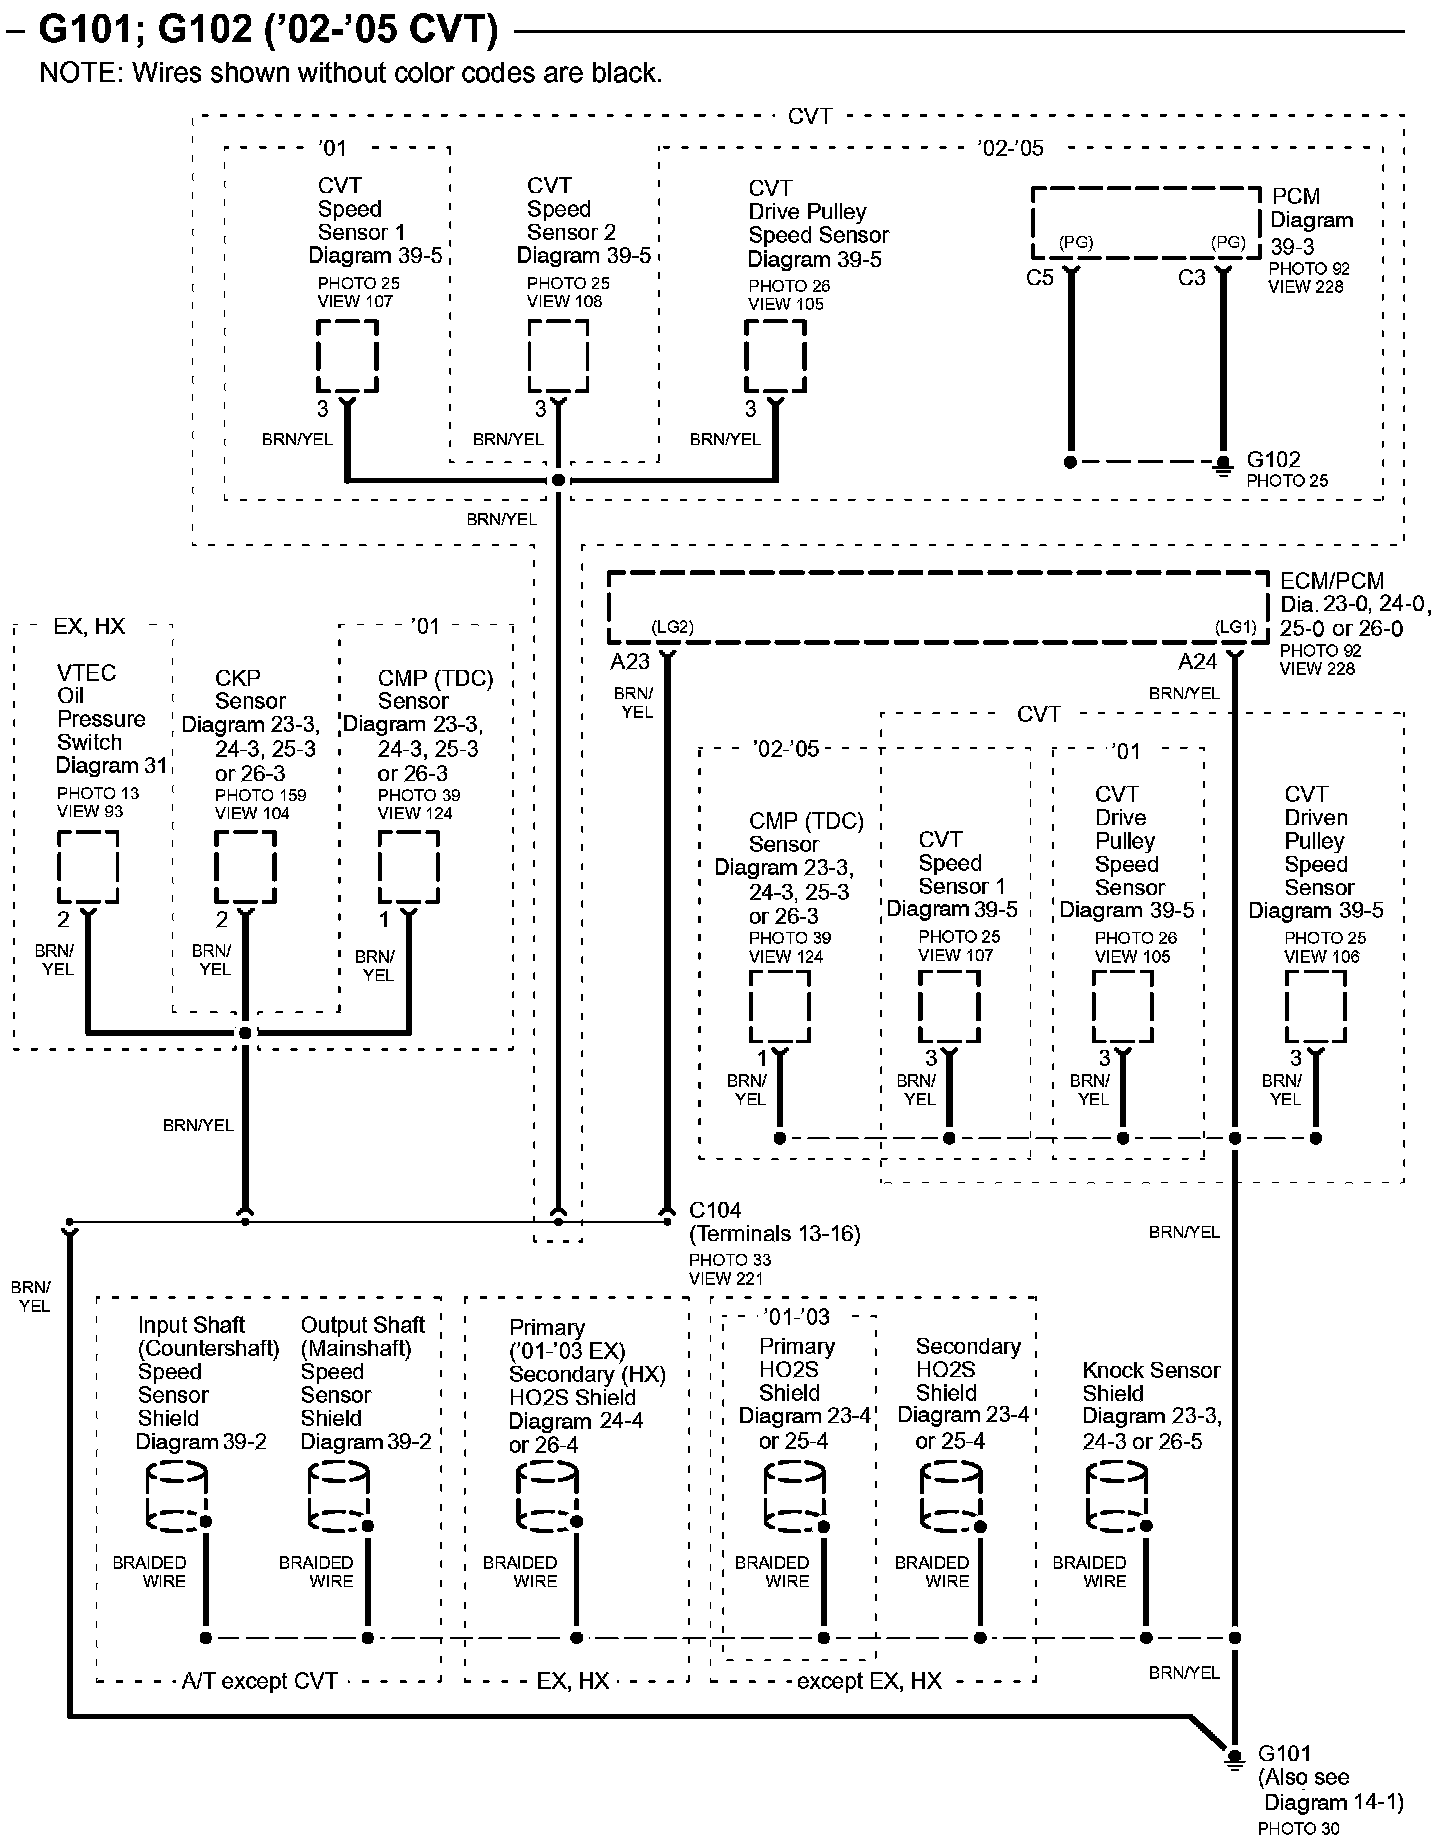 G101; G102 (’02-’05 CVT)
NOTE: Wires shown without color codes are black.
CVT
’01
’02-’05
CVT
Speed
Sensor 1
Diagram 39-5
PHOTO 25
VIEW 107
3
BRN/YEL
CVT
Speed
Sensor 2
Diagram 39-5
PHOTO 25
VIEW 108
3
BRN/YEL
CVT
Drive Pulley
Speed Sensor
Diagram 39-5
PHOTO 26
VIEW 105
3
BRN/YEL
(PG)
(PG)
C5
C3
PCM
Diagram
39-3
PHOTO 92
VIEW 228
G102
PHOTO 25
BRN/YEL
ECM/PCM
Dia. 23-0, 24-0,
25-0 or 26-0
PHOTO 92
VIEW 228
(LG2)
(LG1)
A23
A24
BRN/
YEL
BRN/YEL
EX, HX
’01
VTEC
Oil
Pressure
Switch
Diagram 31
PHOTO 13
VIEW 93
2
BRN/
YEL
CKP
Sensor
Diagram 23-3,
24-3, 25-3
or 26-3
PHOTO 159
VIEW 104
2
BRN/
YEL
CMP (TDC)
Sensor
Diagram 23-3,
24-3, 25-3
or 26-3
PHOTO 39
VIEW 124
1
BRN/
YEL
BRN/YEL
CVT
’02-’05
’01
CMP (TDC)
Sensor
Diagram 23-3,
24-3, 25-3
or 26-3
PHOTO 39
VIEW 124
1
BRN/
YEL
CVT
Speed
Sensor 1
Diagram 39-5
PHOTO 25
VIEW 107
3
BRN/
YEL
CVT
Drive
Pulley
Speed
Sensor
Diagram 39-5
PHOTO 26
VIEW 105
3
BRN/
YEL
CVT
Driven
Pulley
Speed
Sensor
Diagram 39-5
PHOTO 25
VIEW 106
3
BRN/
YEL
C104
(Terminals 13-16)
PHOTO 33
VIEW 221
BRN/YEL
BRN/
YEL
Input Shaft
(Countershaft)
Speed
Sensor
Shield
Diagram 39-2
BRAIDED
WIRE
Output Shaft
(Mainshaft)
Speed
Sensor
Shield
Diagram 39-2
BRAIDED
WIRE
A/T except CVT
Primary
(’01-’03 EX)
Secondary (HX)
HO2S Shield
Diagram 24-4
or 26-4
BRAIDED
WIRE
EX, HX
’01-’03
Primary
HO2S
Shield
Diagram 23-4
or 25-4
BRAIDED
WIRE
Secondary
HO2S
Shield
Diagram 23-4
or 25-4
BRAIDED
WIRE
except EX, HX
Knock Sensor
Shield
Diagram 23-3,
24-3 or 26-5
BRAIDED
WIRE
BRN/YEL
G101
(Also see
Diagram 14-1)
PHOTO 30